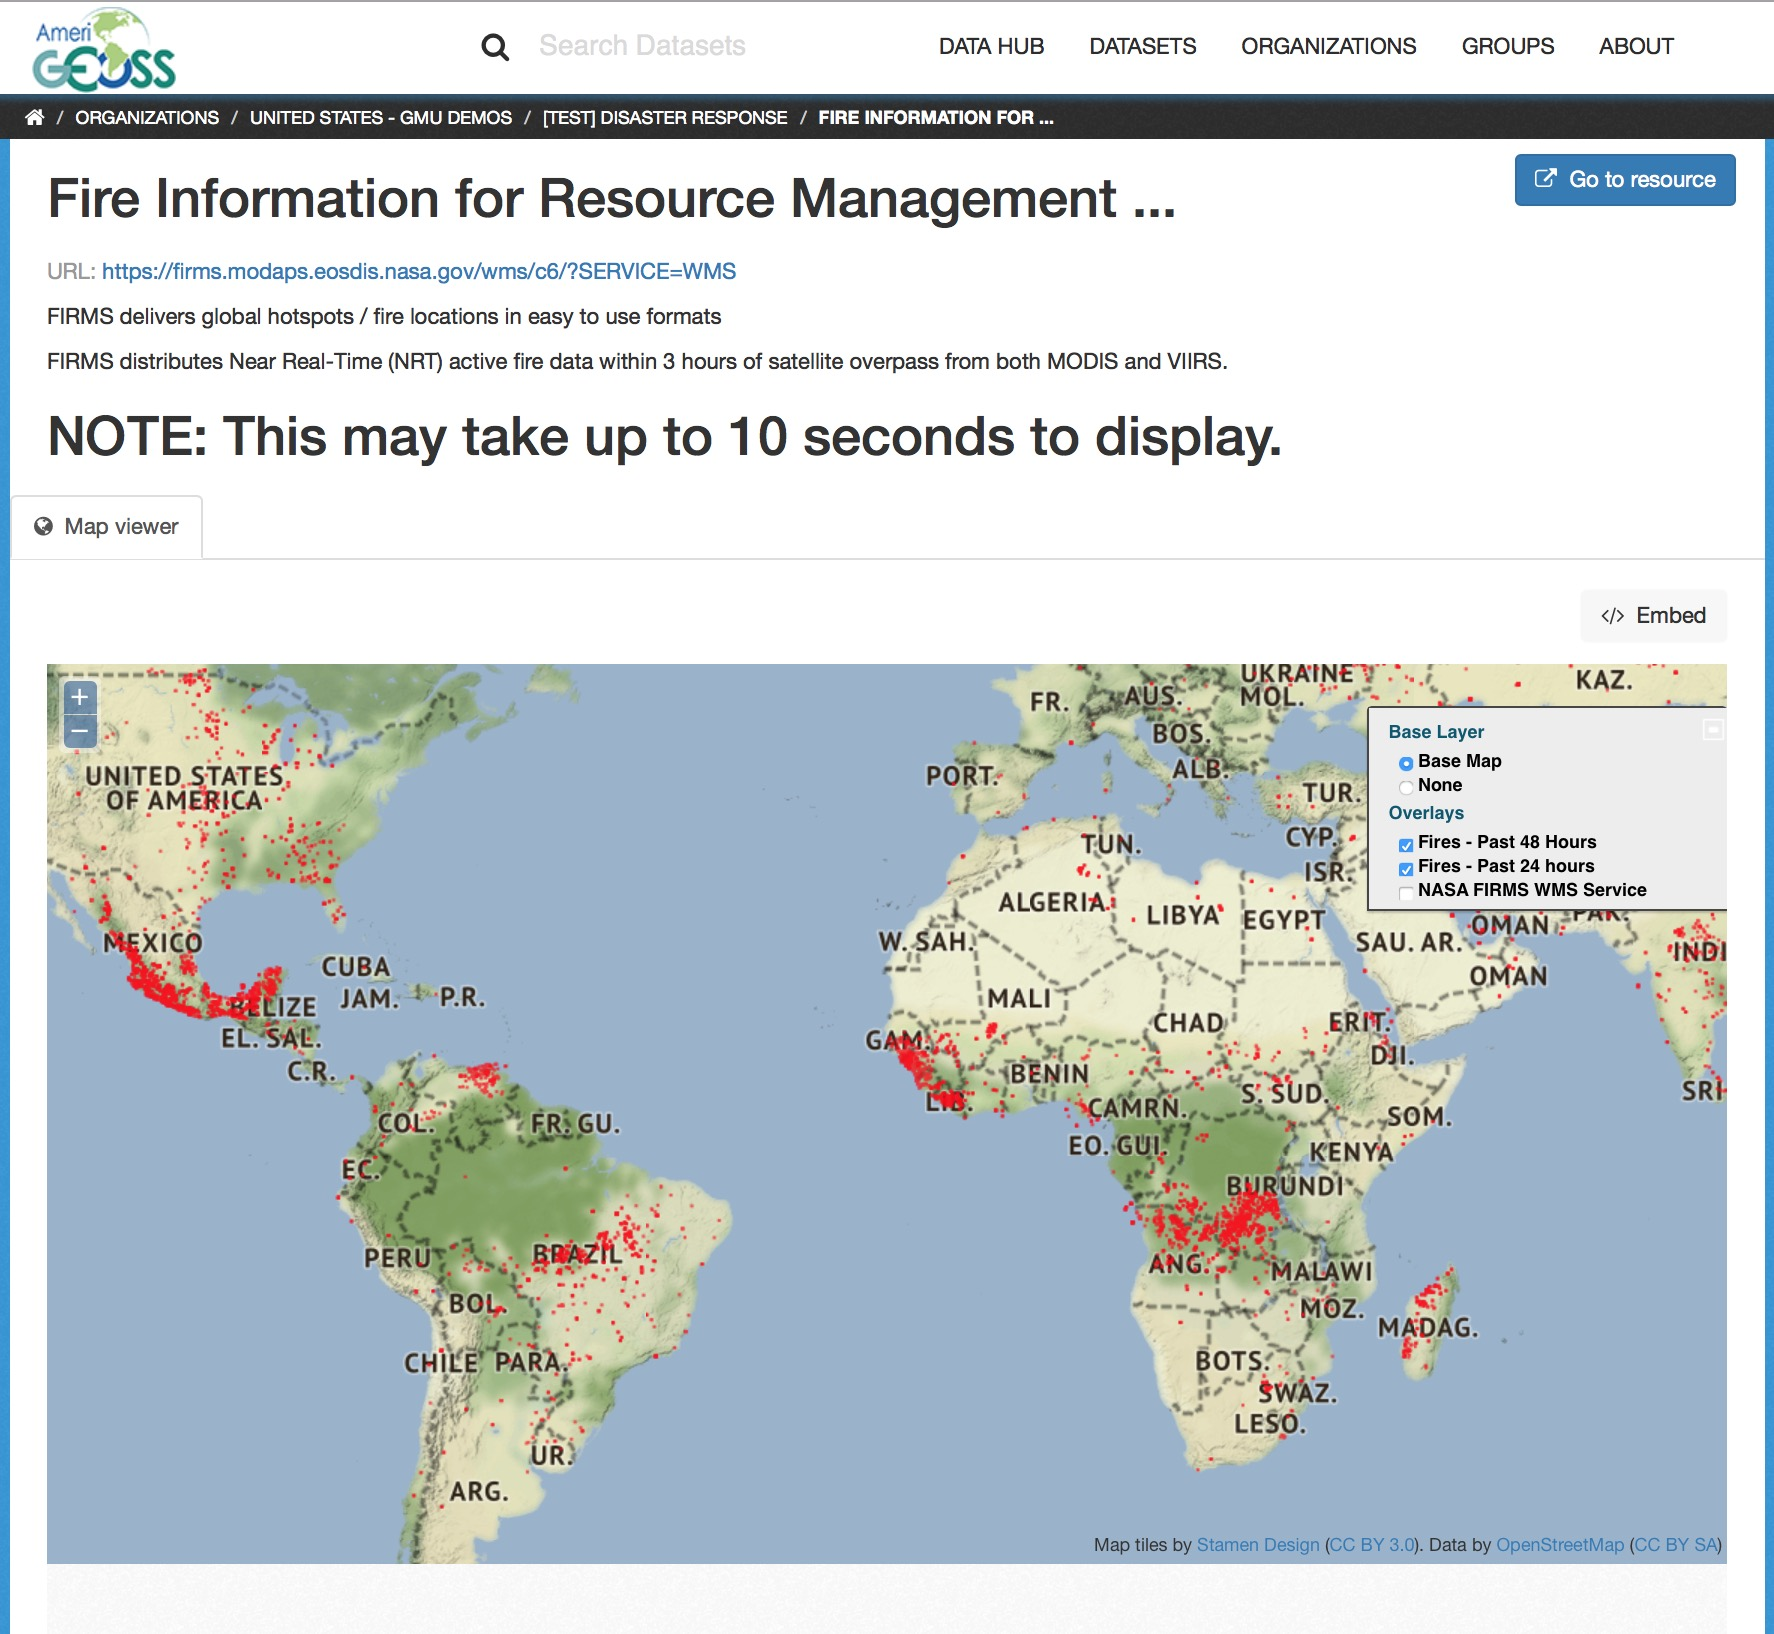 Ameri
GEOSS
Search Datasets
DATA HUB DATASETS ORGANIZATIONS GROUPS ABOUT
/ ORGANIZATIONS / UNITED STATES - GMU DEMOS / [TEST] DISASTER RESPONSE / FIRE INFORMATION FOR ...
Fire Information for Resource Management ...
Go to resource
URL: https://firms.modaps.eosdis.nasa.gov/wms/c6/?SERVICE=WMS
FIRMS delivers global hotspots / fire locations in easy to use formats
FIRMS distributes Near Real-Time (NRT) active fire data within 3 hours of satellite overpass from both MODIS and VIIRS.
NOTE: This may take up to 10 seconds to display.
Map viewer
</> Embed
+
−
UKRAINE
KAZ.
FR.
AUS.
MOL.
BOS.
ALB.
PORT.
TUR.
UNITED STATES
OF AMERICA
CYP.
TUN.
ISR.
Base Layer
Base Map
None
Overlays
Fires - Past 48 Hours
Fires - Past 24 hours
NASA FIRMS WMS Service
ALGERIA
LIBYA
EGYPT
PAK.
OMAN
MEXICO
W. SAH.
SAU. AR.
INDI
CUBA
OMAN
JAM.
P.R.
BELIZE
MALI
EL. SAL.
CHAD
ERIT.
GAM.
DJI.
C.R.
BENIN
S. SUD.
SRI
LIB.
CAMRN.
COL.
FR. GU.
SOM.
EO. GUI.
KENYA
EC.
BURUNDI
PERU
BRAZIL
ANG.
MALAWI
BOL.
MOZ.
MADAG.
CHILE
PARA.
BOTS.
SWAZ.
LESO.
UR.
ARG.
Map tiles by Stamen Design (CC BY 3.0). Data by OpenStreetMap (CC BY SA)